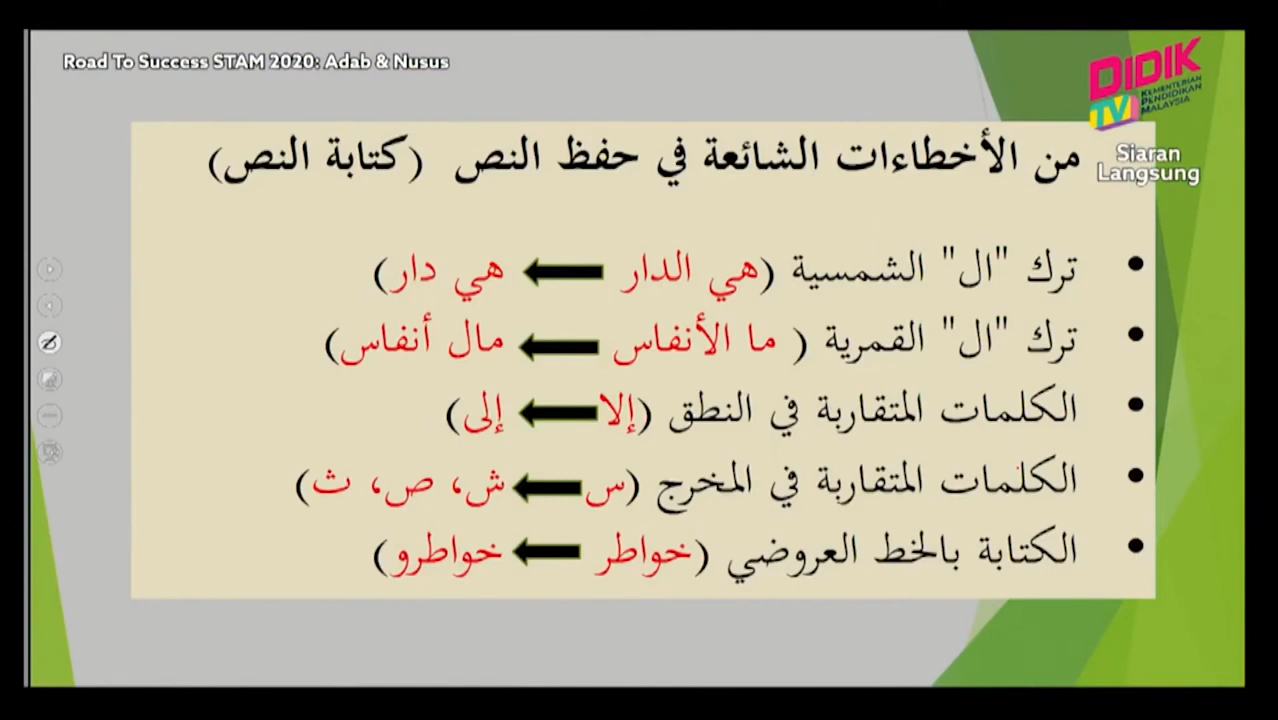 Road To Success STAM 2020: Adab & Nusus
DIDIK
TV
KEMENTERIAN
PENDIDIKAN
MALAYSIA
Siaran
Langsung
من الأخطاءات الشائعة في حفظ النص (كتابة النص)
• ترك "ال" الشمسية (هي الدار ← هي دار)
• ترك "ال" القمرية ( ما الأنفاس ← مال أنفاس)
• الكلمات المتقاربة في النطق (إلا ← إلى)
• الكلمات المتقاربة في المخرج (س ← ش، ص، ث)
• الكتابة بالخط العروضي (خواطر ← خواطرو)